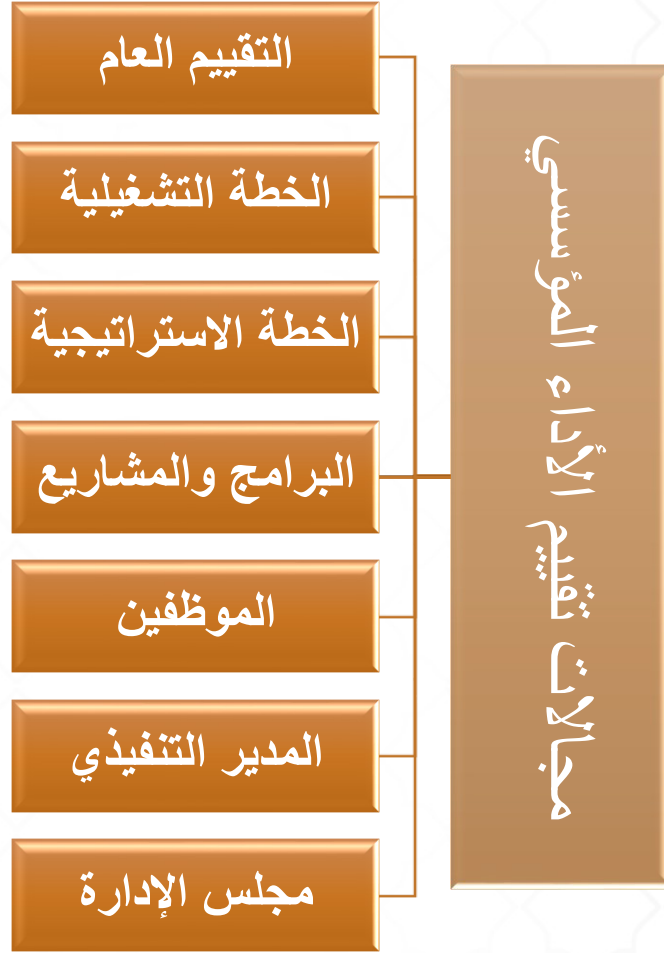 مجالات تقييم الأداء المؤسسي
التقييم العام
الخطة التشغيلية
الخطة الاستراتيجية
البرامج والمشاريع
الموظفين
المدير التنفيذي
مجلس الإدارة